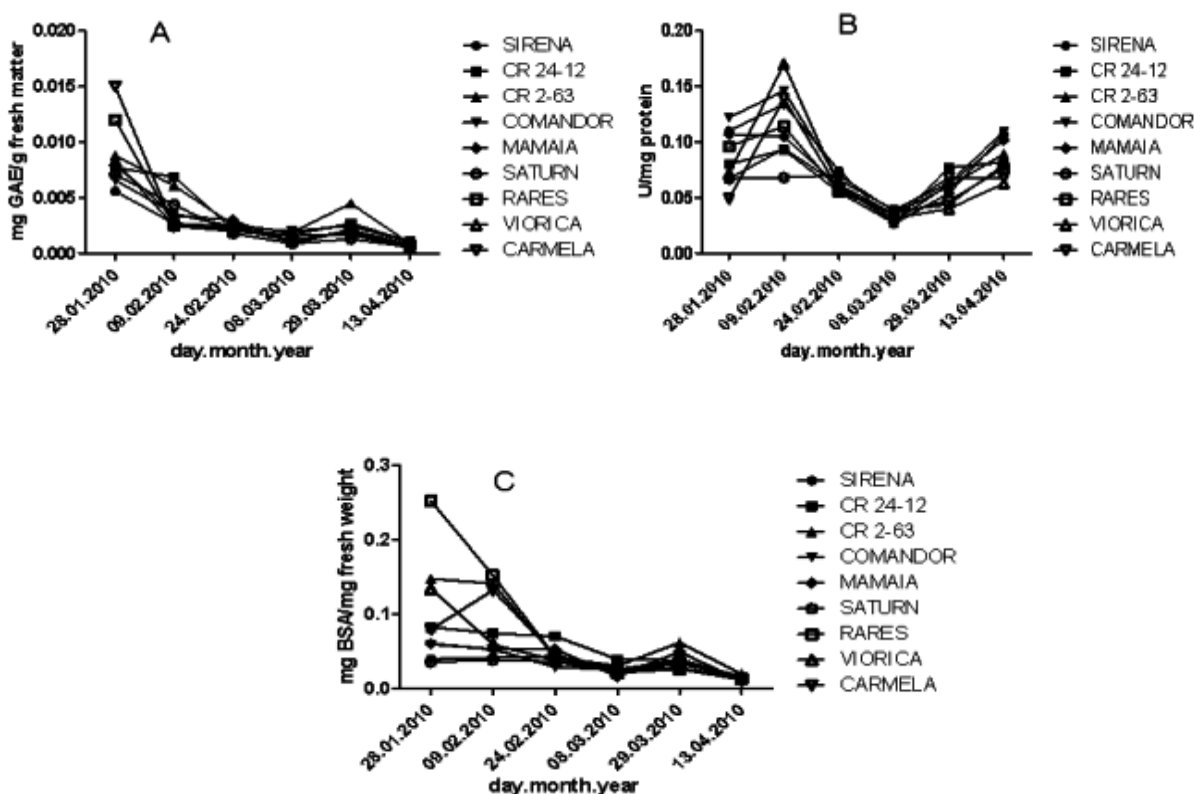 A
mg GAE/g fresh matter
0.020
0.015
0.010
0.005
0.000
28.01.2010
09.02.2010
24.02.2010
08.03.2010
29.03.2010
13.04.2010
day.month.year
SIRENA
CR 24-12
CR 2-63
COMANDOR
MAMAIA
SATURN
RARES
VIORICA
CARMELA
B
U/mg protein
0.20
0.15
0.10
0.05
0.00
28.01.2010
09.02.2010
24.02.2010
08.03.2010
29.03.2010
13.04.2010
day.month.year
SIRENA
CR 24-12
CR 2-63
COMANDOR
MAMAIA
SATURN
RARES
VIORICA
CARMELA
C
mg BSA/mg fresh weight
0.3
0.2
0.1
0.0
28.01.2010
09.02.2010
24.02.2010
08.03.2010
29.03.2010
13.04.2010
day.month.year
SIRENA
CR 24-12
CR 2-63
COMANDOR
MAMAIA
SATURN
RARES
VIORICA
CARMELA